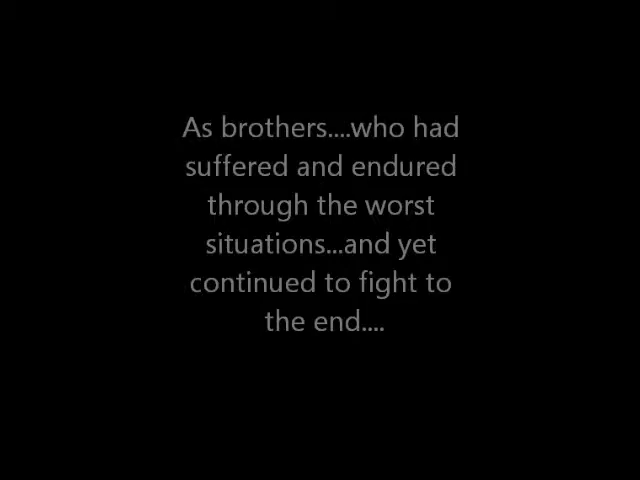 As brothers....who had
suffered and endured
through the worst
situations...and yet
continued to fight to
the end....